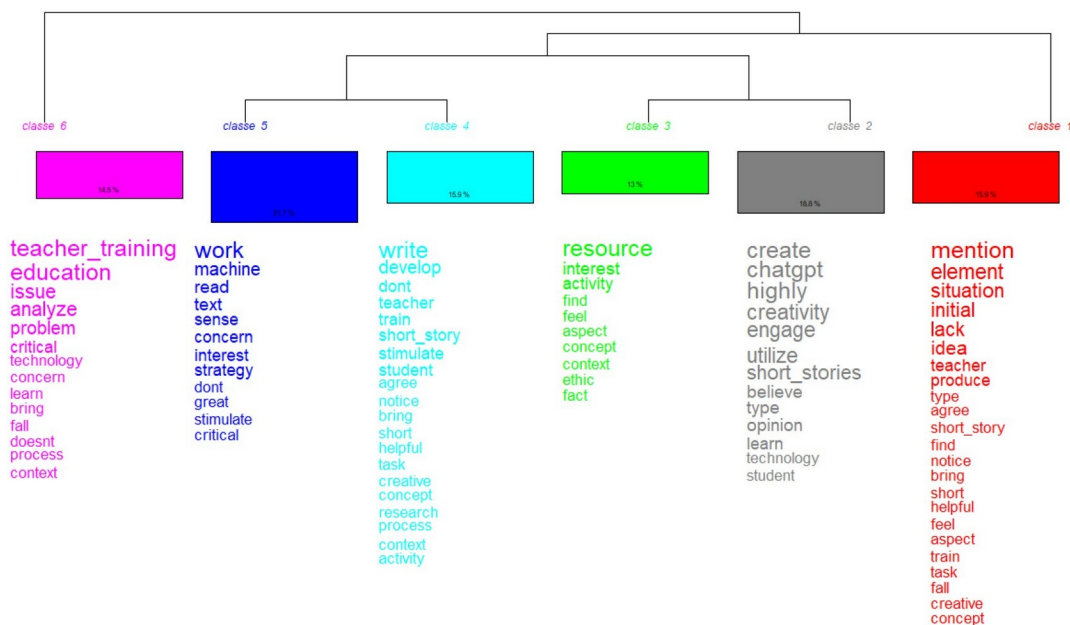 classe 6
classe 5
classe 4
classe 3
classe 2
classe 1
14.5 %
21.7 %
15.9 %
13 %
18.8 %
15.9 %
teacher_training
education
issue
analyze
problem
critical
technology
concern
learn
bring
fall
doesnt
process
context
work
machine
read
text
sense
concern
interest
strategy
dont
great
stimulate
critical
write
develop
dont
teacher
train
short_story
stimulate
student
agree
notice
bring
short
helpful
task
creative
concept
research
process
context
activity
resource
interest
activity
find
feel
aspect
concept
context
ethic
fact
create
chatgpt
highly
creativity
engage
utilize
short_stories
believe
type
opinion
learn
technology
student
mention
element
situation
initial
lack
idea
teacher
produce
type
agree
short_story
find
notice
bring
short
helpful
feel
aspect
train
task
fall
creative
concept